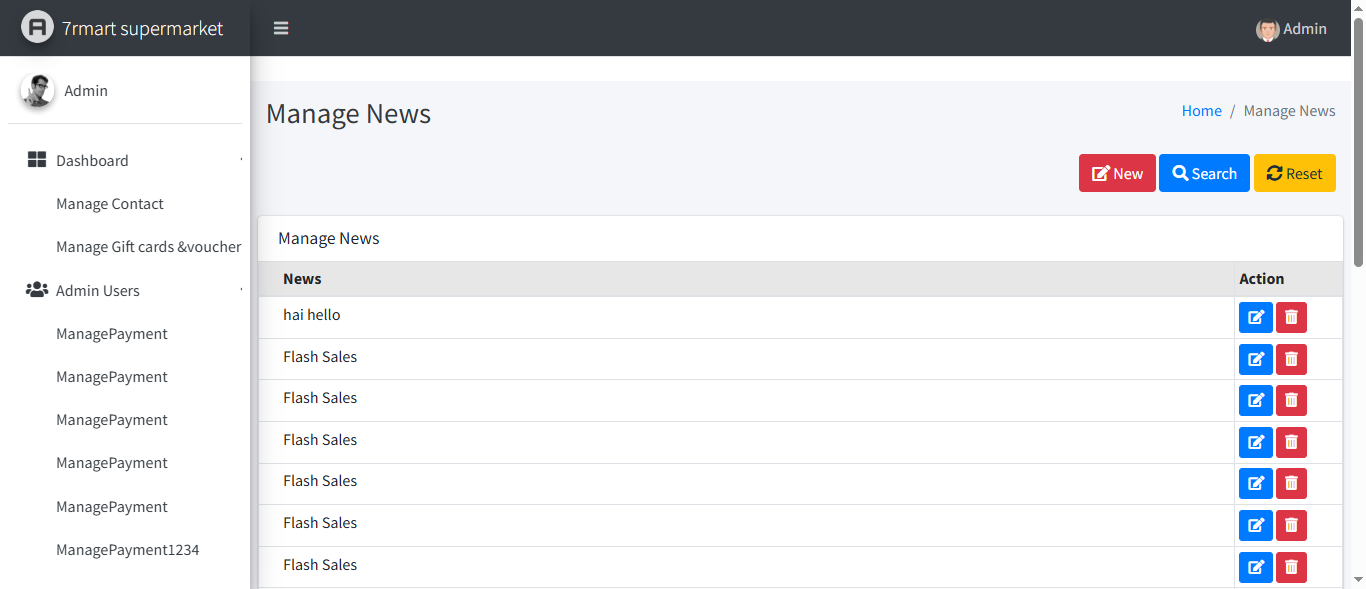 7rmart supermarket
Admin
Admin
Dashboard
Manage Contact
Manage Gift cards &voucher
Admin Users
ManagePayment
ManagePayment
ManagePayment
ManagePayment
ManagePayment
ManagePayment1234
Manage News
Home / Manage News
New Search Reset
Manage News
News Action
hai hello
Flash Sales
Flash Sales
Flash Sales
Flash Sales
Flash Sales
Flash Sales